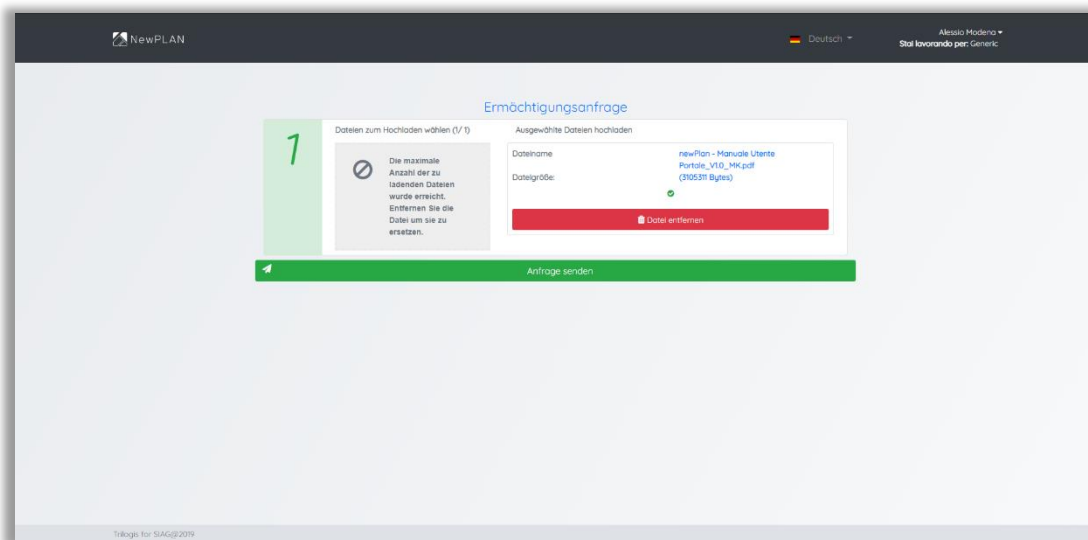 NewPLAN
Deutsch
Alessio Modena
Stai lavorando per: Generic
Ermächtigungsanfrage
1
Dateien zum Hochladen wählen (1/ 1)
Ausgewählte Dateien hochladen
Die maximale
Anzahl der zu
ladenden Dateien
wurde erreicht.
Entfernen Sie die
Datei um sie zu
ersetzen.
Dateiname
newPlan - Manuale Utente
Portale_V1.0_MK.pdf
Dateigröße:
(3105311 Bytes)
Datei entfernen
Anfrage senden
Trilogis for SIAG@2019